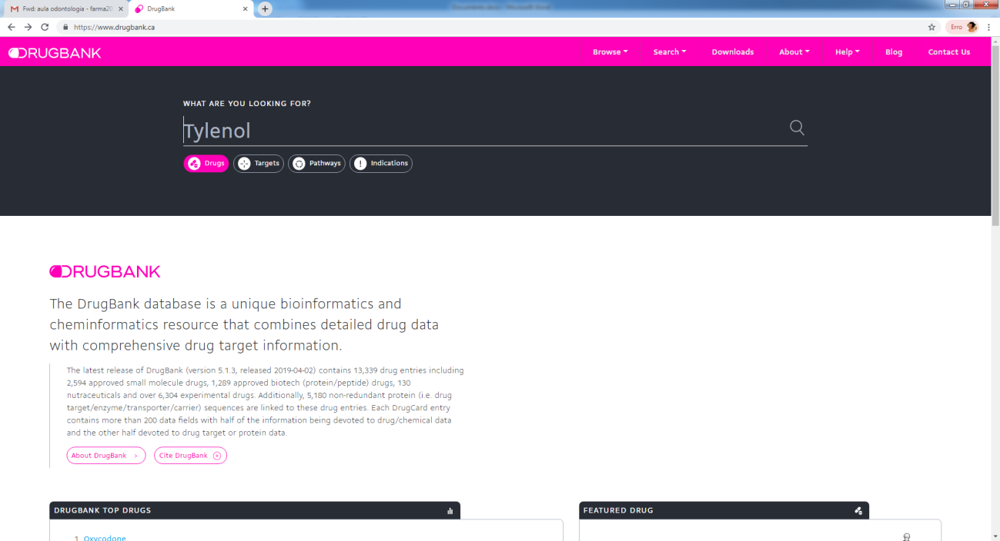 Fwd: aula odontologia - farma20
DrugBank
https://www.drugbank.ca
Erro
DRUGBANK
Browse
Search
Downloads
About
Help
Blog
Contact Us
WHAT ARE YOU LOOKING FOR?
Tylenol
Drugs
Targets
Pathways
Indications
DRUGBANK
The DrugBank database is a unique bioinformatics and
cheminformatics resource that combines detailed drug data
with comprehensive drug target information.
The latest release of DrugBank (version 5.1.3, released 2019-04-02) contains 13,339 drug entries including
2,594 approved small molecule drugs, 1,289 approved biotech (protein/peptide) drugs, 130
nutraceuticals and over 6,304 experimental drugs. Additionally, 5,180 non-redundant protein (i.e. drug
target/enzyme/transporter/carrier) sequences are linked to these drug entries. Each DrugCard entry
contains more than 200 data fields with half of the information being devoted to drug/chemical data
and the other half devoted to drug target or protein data.
About DrugBank
Cite DrugBank
DRUGBANK TOP DRUGS
FEATURED DRUG
1. Oxycodone